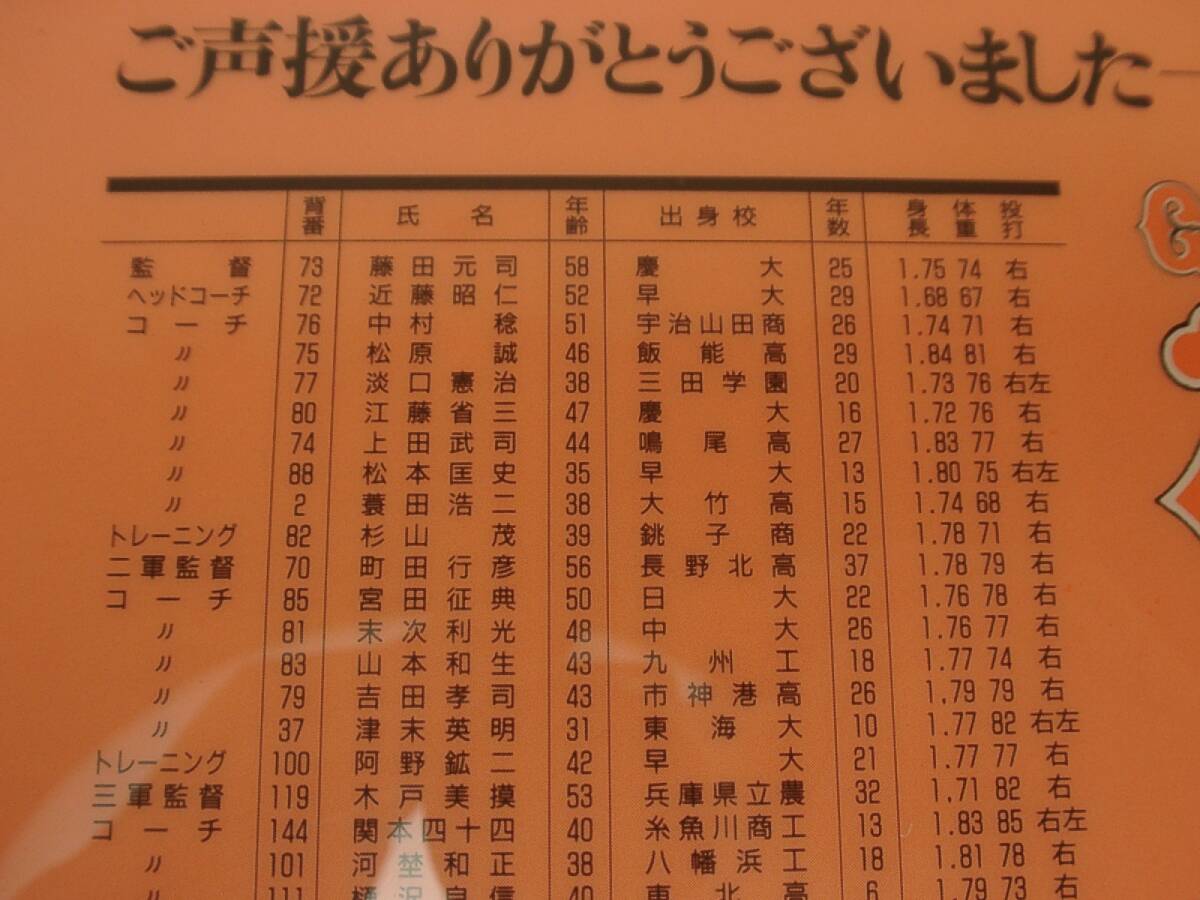 ご声援ありがとうございました
背番 氏名 年齢 出身校 年数 身長 体重 投打
監督 73 藤田元司 58 慶大 25 1.75 74 右
ヘッドコーチ 72 近藤昭仁 52 早大 29 1.68 67 右
コーチ 76 中村稔 51 宇治山田商 26 1.74 71 右
〃 75 松原誠 46 飯能高 29 1.84 81 右
〃 77 淡口憲治 38 三田学園 20 1.73 76 右左
〃 80 江藤省三 47 慶大 16 1.72 76 右
〃 74 上田武司 44 鳴尾高 27 1.83 77 右
〃 88 松本匡史 35 早大 13 1.80 75 右左
〃 2 蓑田浩二 38 大竹高 15 1.74 68 右
トレーニング 82 杉山茂 39 銚子商 22 1.78 71 右
二軍監督 70 町田行彦 56 長野北高 37 1.78 79 右
コーチ 85 宮田征典 50 日大 22 1.76 78 右
〃 81 末次利光 48 中大 26 1.76 77 右
〃 83 山本和生 43 九州工 18 1.77 74 右
〃 79 吉田孝司 43 市神港高 26 1.79 79 右
〃 37 津末英明 31 東海大 10 1.77 82 右左
トレーニング 100 阿野鉱二 42 早大 21 1.77 77 右
三軍監督 119 木戸美摸 53 兵庫県立農 32 1.71 82 右
コーチ 144 関本四十四 40 糸魚川商工 13 1.83 85 右左
〃 101 河埜和正 38 八幡浜工 18 1.81 78 右
〃 111 樋沢良信 40 東北高 6 1.79 73 右